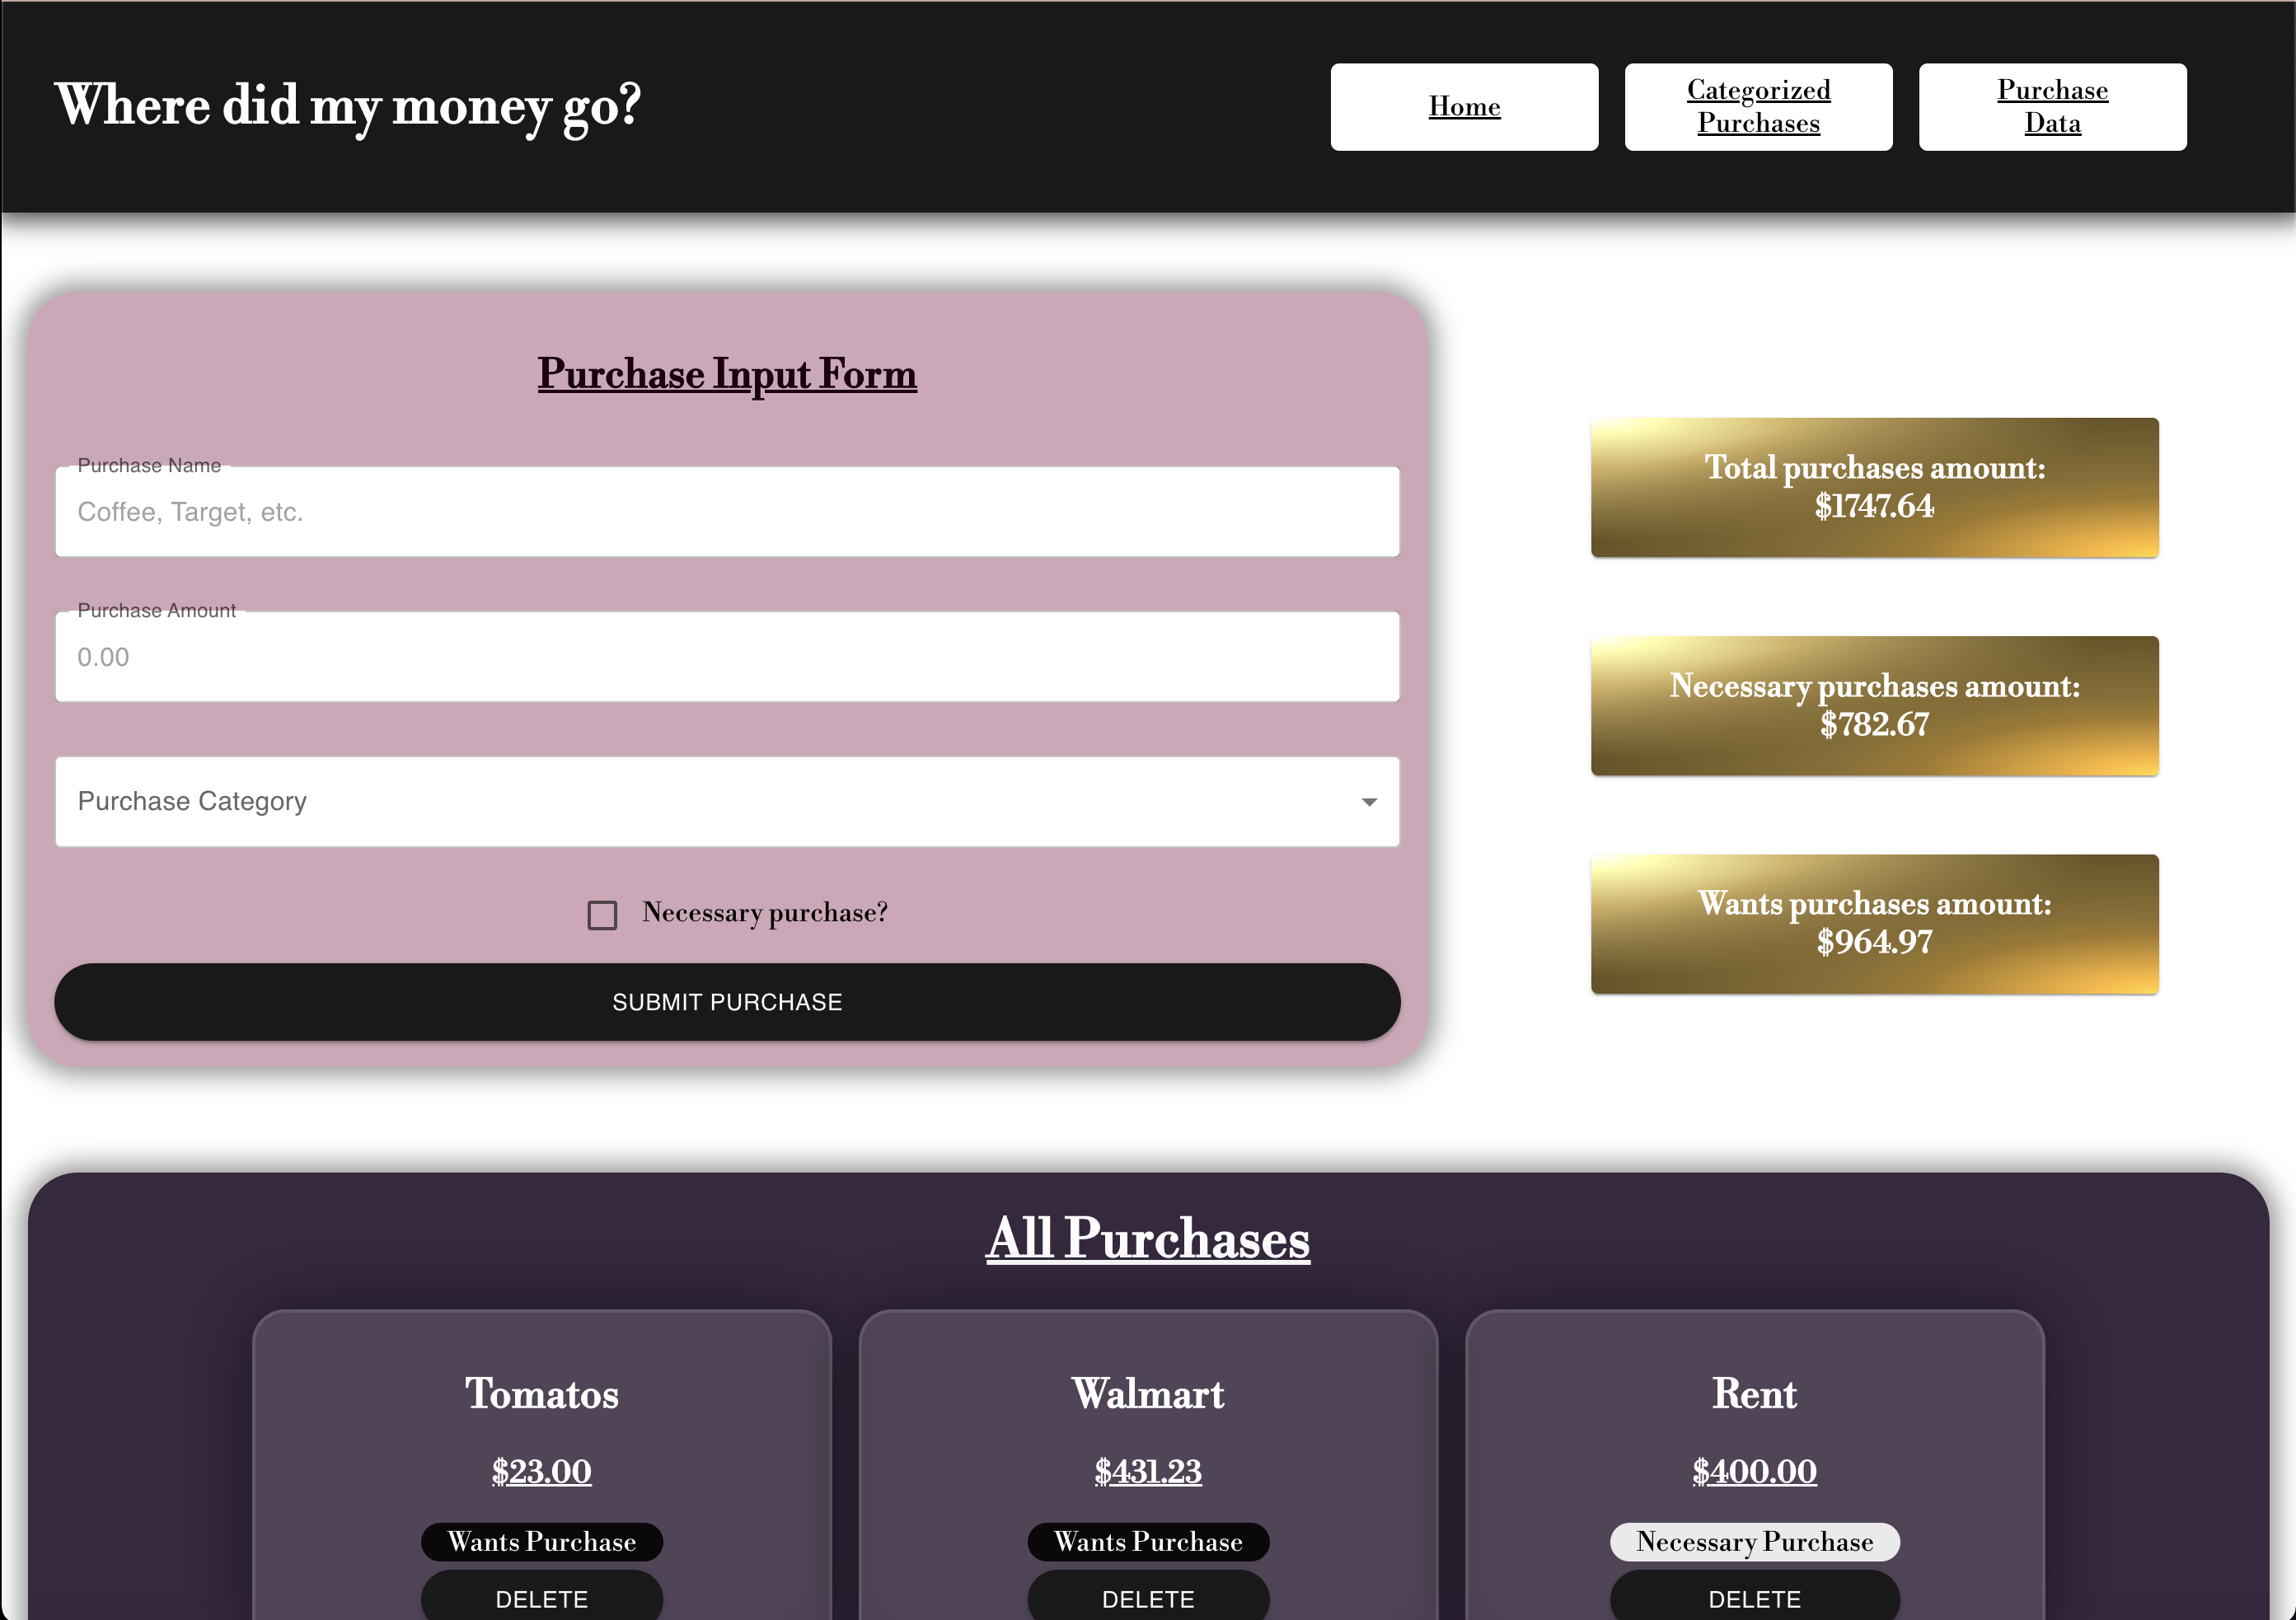 Where did my money go?
Home
Categorized
Purchases
Purchase
Data
Purchase Input Form
Purchase Name
Coffee, Target, etc.
Purchase Amount
0.00
Purchase Category
Necessary purchase?
SUBMIT PURCHASE
Total purchases amount:
$1747.64
Necessary purchases amount:
$782.67
Wants purchases amount:
$964.97
All Purchases
Tomatos
$23.00
Wants Purchase
DELETE
Walmart
$431.23
Wants Purchase
DELETE
Rent
$400.00
Necessary Purchase
DELETE